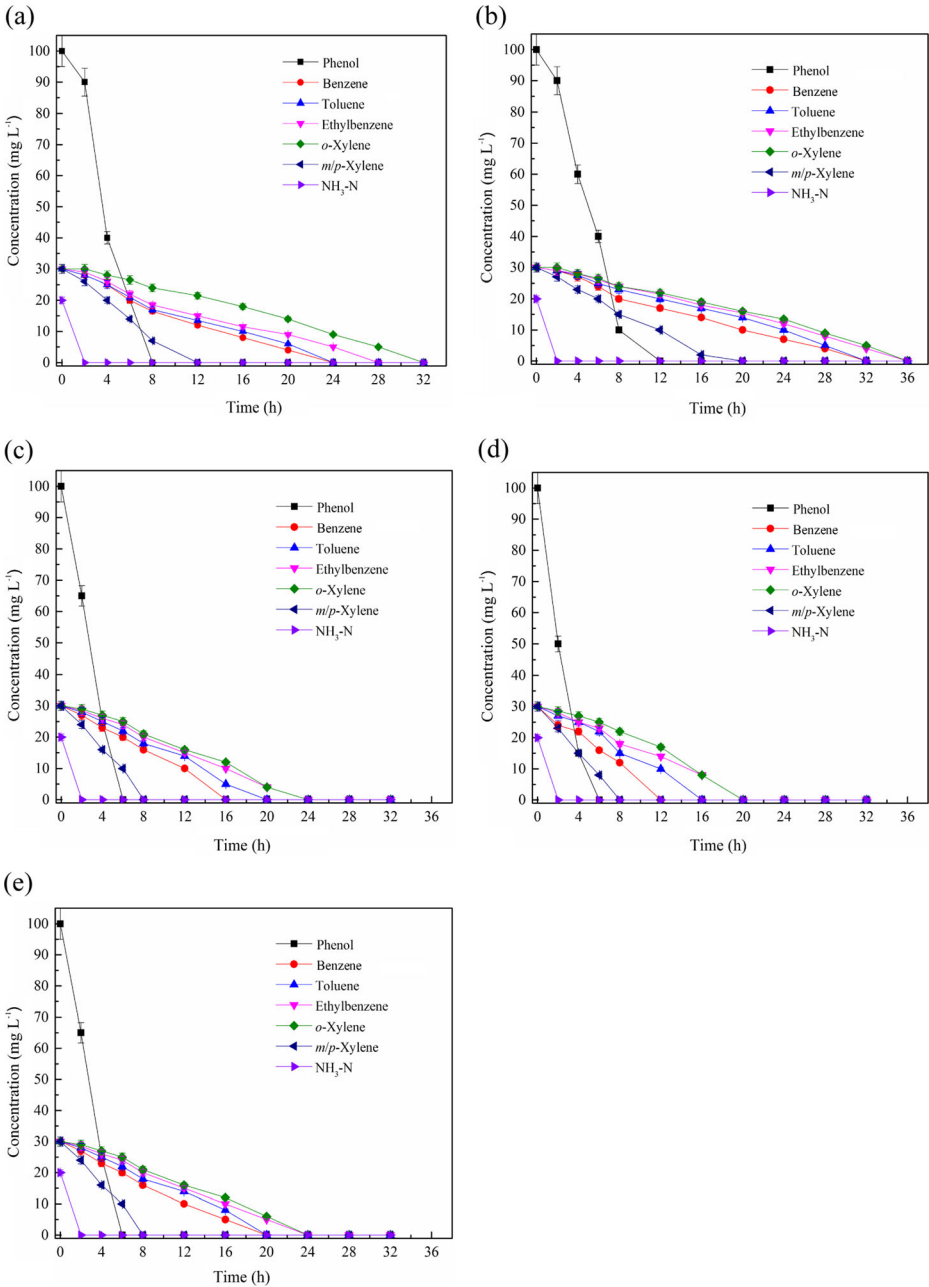 (a)
100
90
80
70
60
50
40
30
20
10
0
Concentration (mg L⁻¹)
Phenol
Benzene
Toluene
Ethylbenzene
o-Xylene
m/p-Xylene
NH₃-N
0 4 8 12 16 20 24 28 32
Time (h)
(b)
100
90
80
70
60
50
40
30
20
10
0
Concentration (mg L⁻¹)
Phenol
Benzene
Toluene
Ethylbenzene
o-Xylene
m/p-Xylene
NH₃-N
0 4 8 12 16 20 24 28 32 36
Time (h)
(c)
100
90
80
70
60
50
40
30
20
10
0
Concentration (mg L⁻¹)
Phenol
Benzene
Toluene
Ethylbenzene
o-Xylene
m/p-Xylene
NH₃-N
0 4 8 12 16 20 24 28 32 36
Time (h)
(d)
100
90
80
70
60
50
40
30
20
10
0
Concentration (mg L⁻¹)
Phenol
Benzene
Toluene
Ethylbenzene
o-Xylene
m/p-Xylene
NH₃-N
0 4 8 12 16 20 24 28 32 36
Time (h)
(e)
100
90
80
70
60
50
40
30
20
10
0
Concentration (mg L⁻¹)
Phenol
Benzene
Toluene
Ethylbenzene
o-Xylene
m/p-Xylene
NH₃-N
0 4 8 12 16 20 24 28 32 36
Time (h)